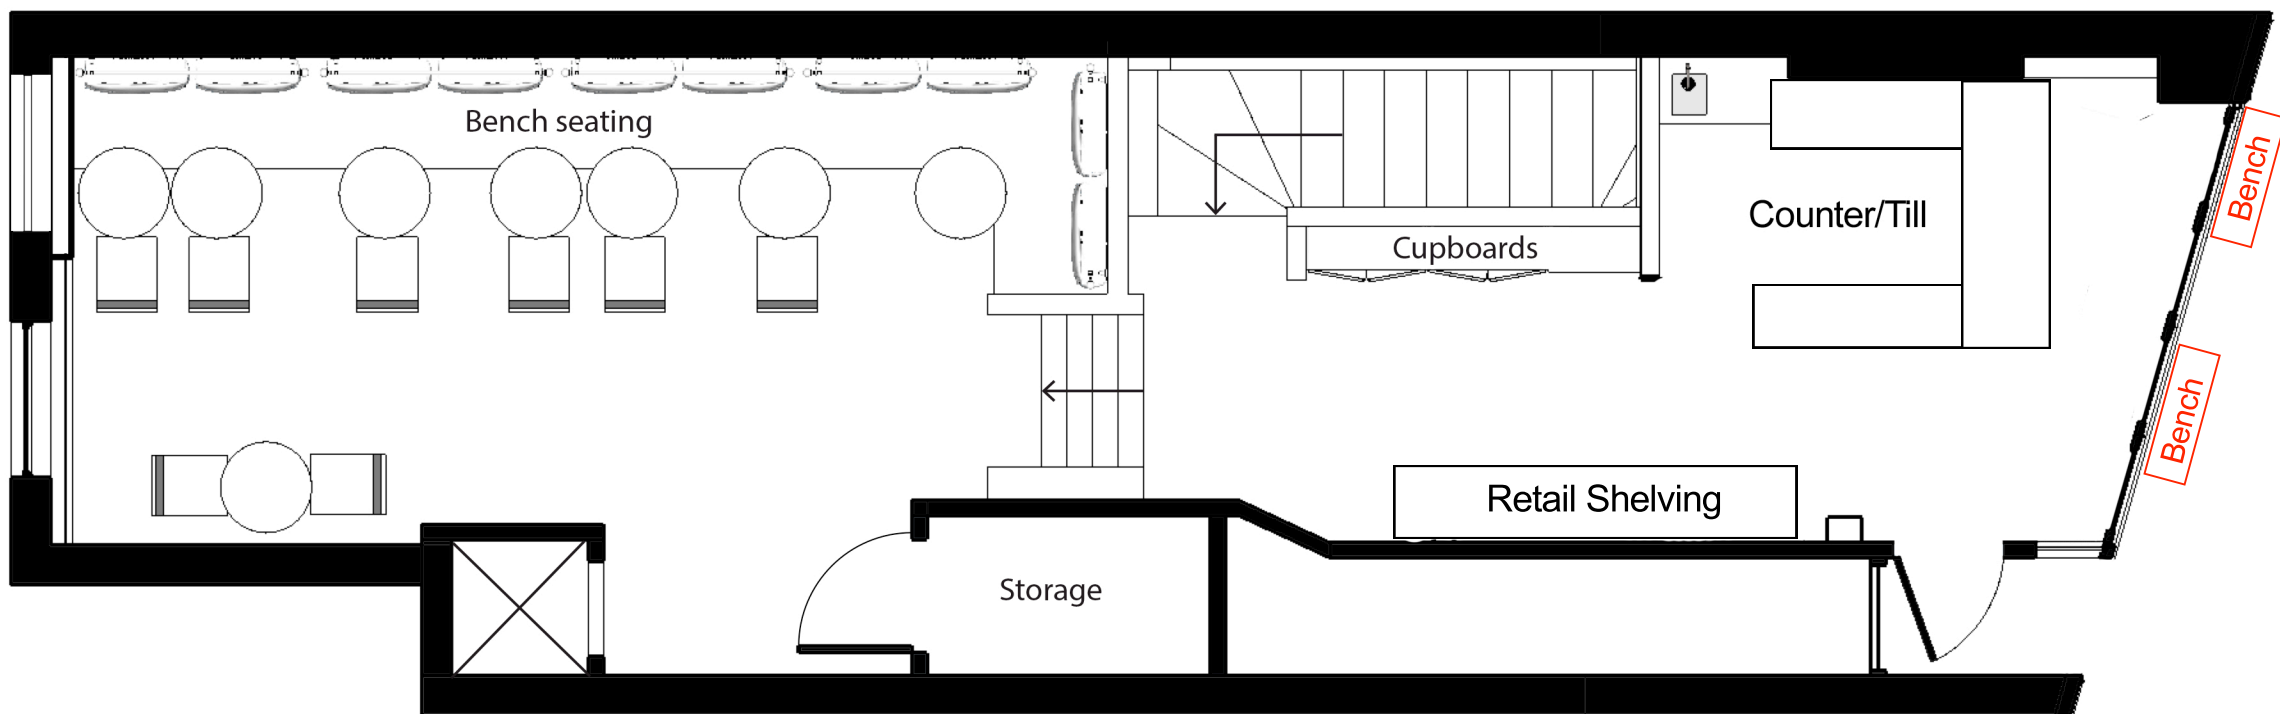 Bench seating
Bench
Counter/Till
Cupboards
Bench
Retail Shelving
Storage